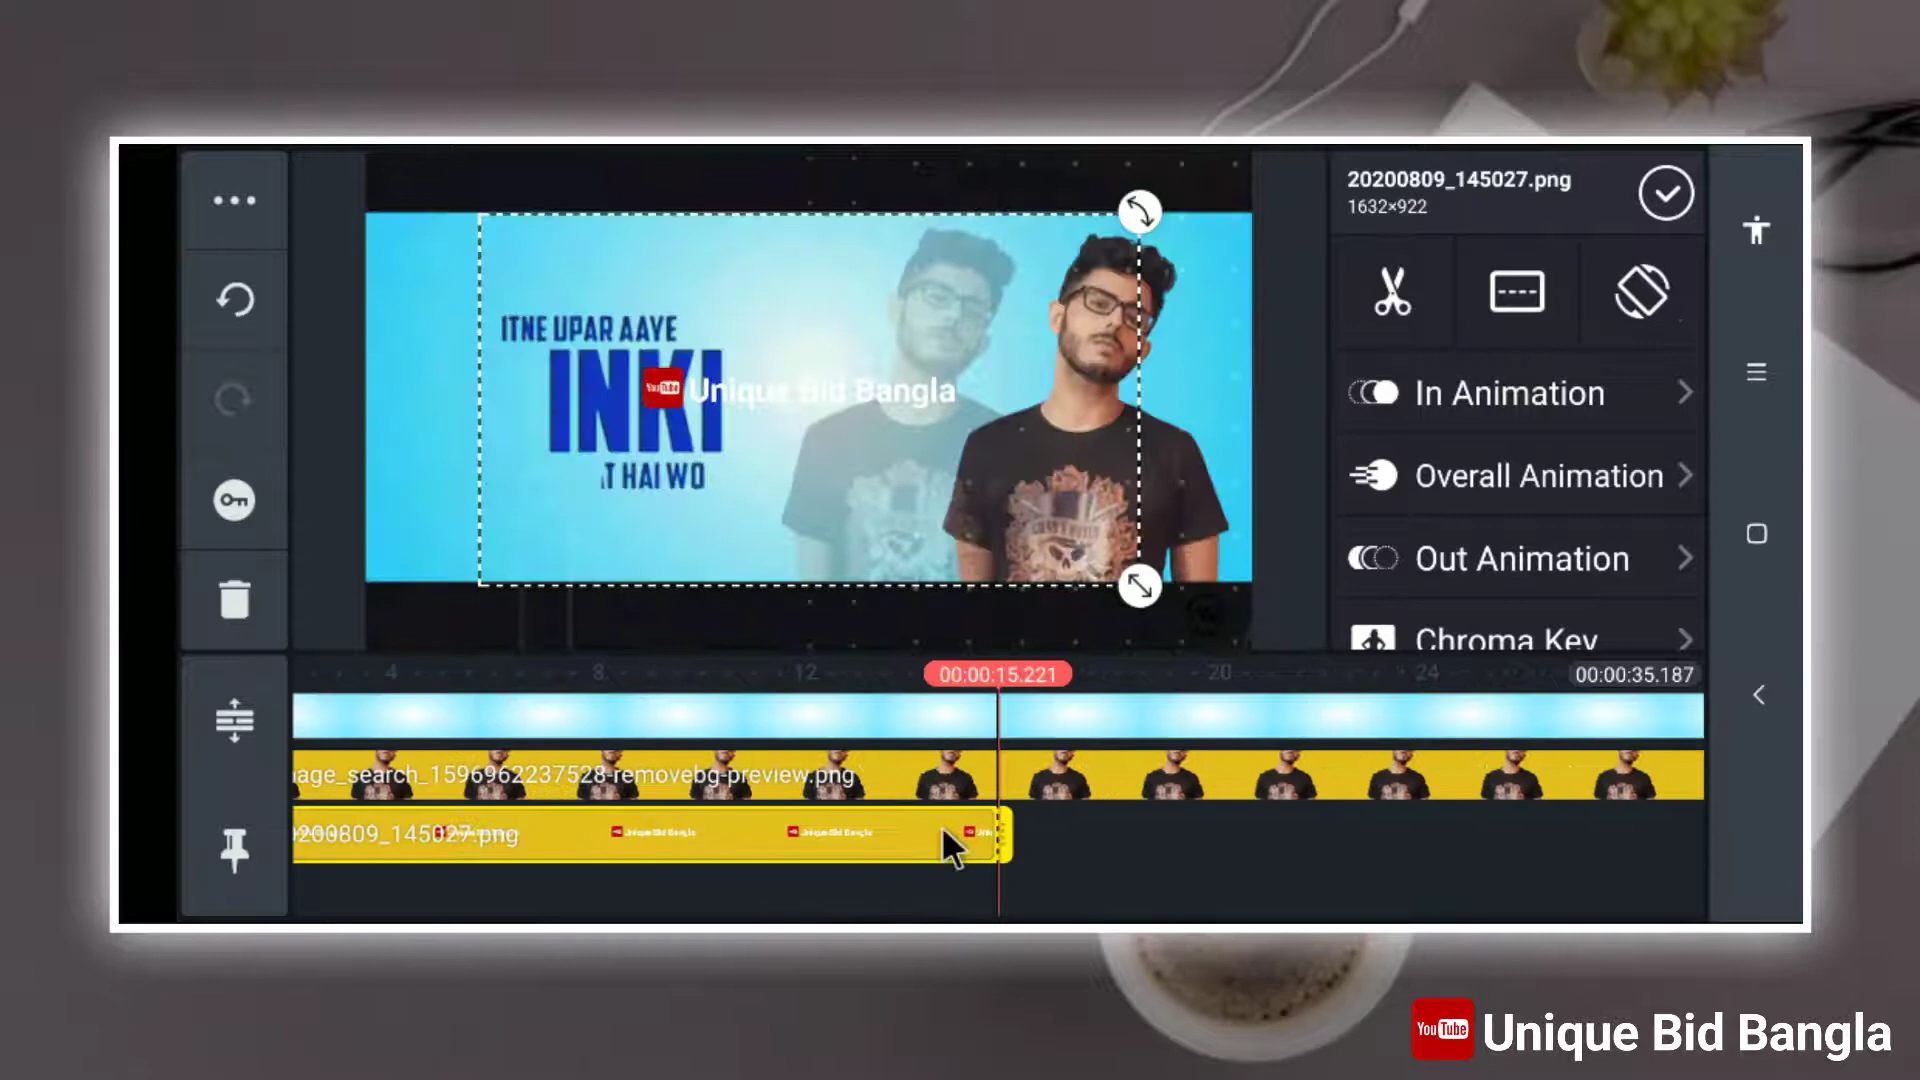 20200809_145027.png
1632×922
ITNE UPAR AAYE
INKI
YouTube Unique Bid Bangla
T HAI WO
In Animation
Overall Animation
Out Animation
Chroma Key
4 8 12 00:00:15.221 20 24 00:00:35.187
age_search_1596962237528-removebg-preview.png
0200809_145027.png
Unique Bid Bangla Unique Bid Bangla
YouTube Unique Bid Bangla